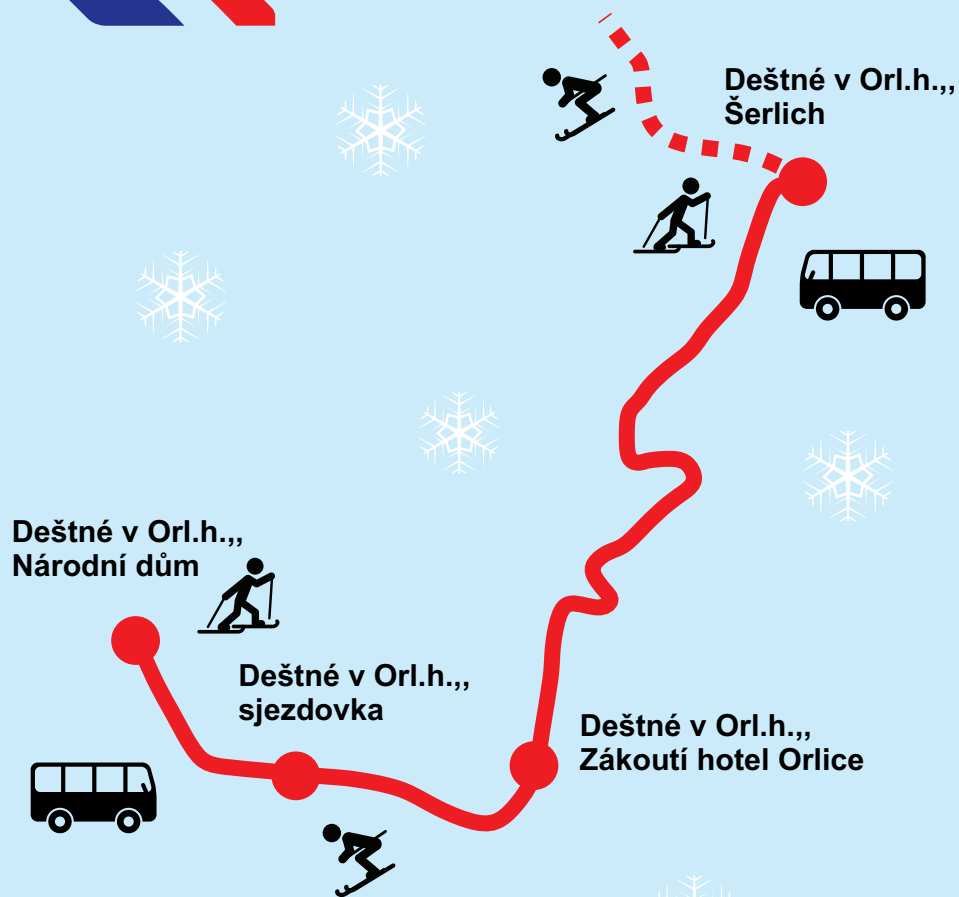 Deštné v Orl.h.,,
Šerlich
Deštné v Orl.h.,,
Národní dům
Deštné v Orl.h.,,
sjezdovka
Deštné v Orl.h.,,
Zákoutí hotel Orlice